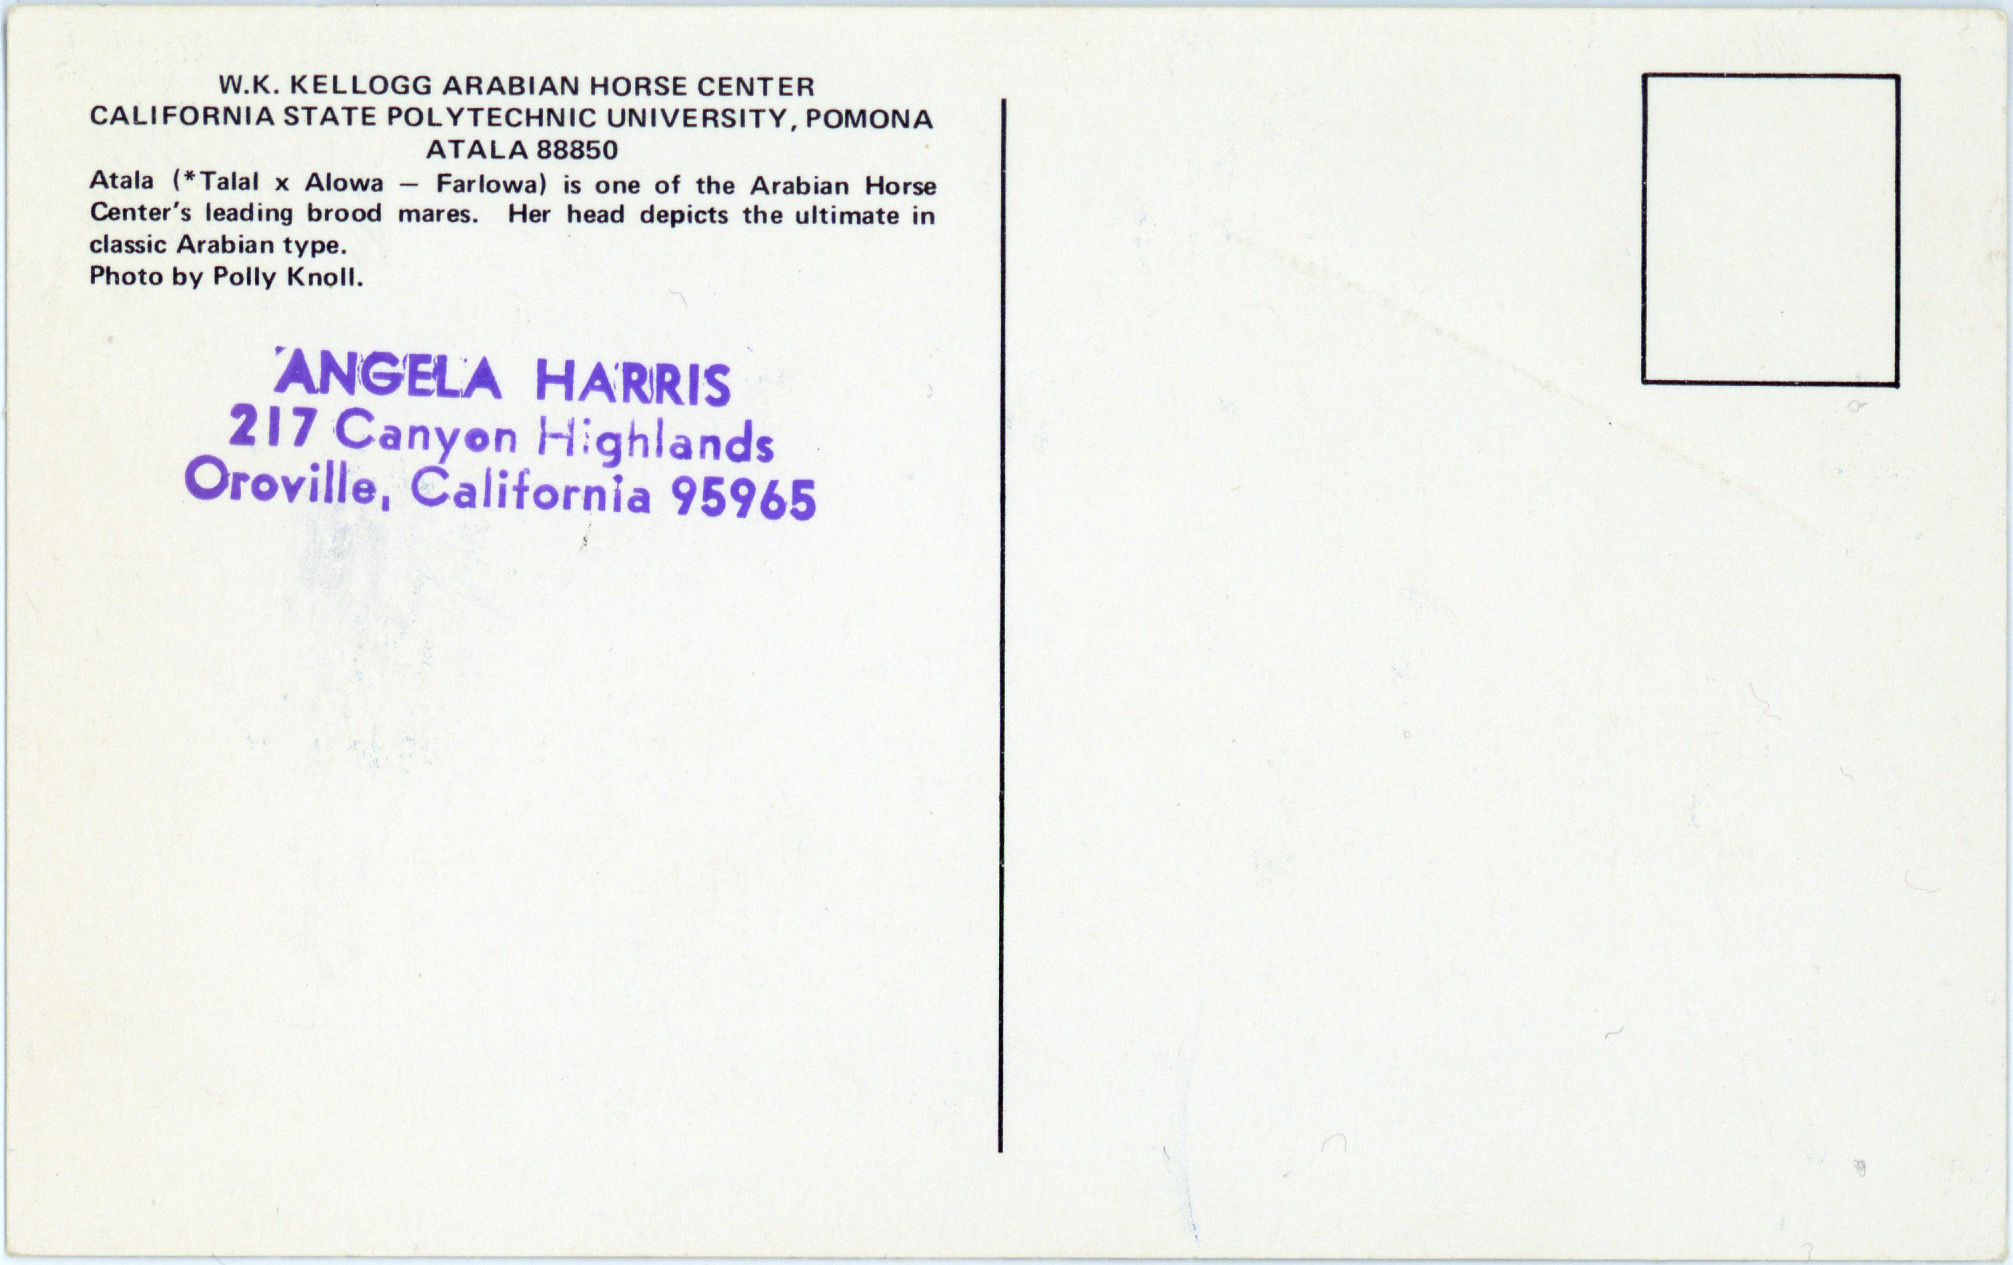 W.K. KELLOGG ARABIAN HORSE CENTER
CALIFORNIA STATE POLYTECHNIC UNIVERSITY, POMONA
ATALA 88850
Atala (*Talal x Alowa — Farlowa) is one of the Arabian Horse
Center's leading brood mares. Her head depicts the ultimate in
classic Arabian type.
Photo by Polly Knoll.
ANGELA HARRIS
217 Canyon Highlands
Oroville, California 95965